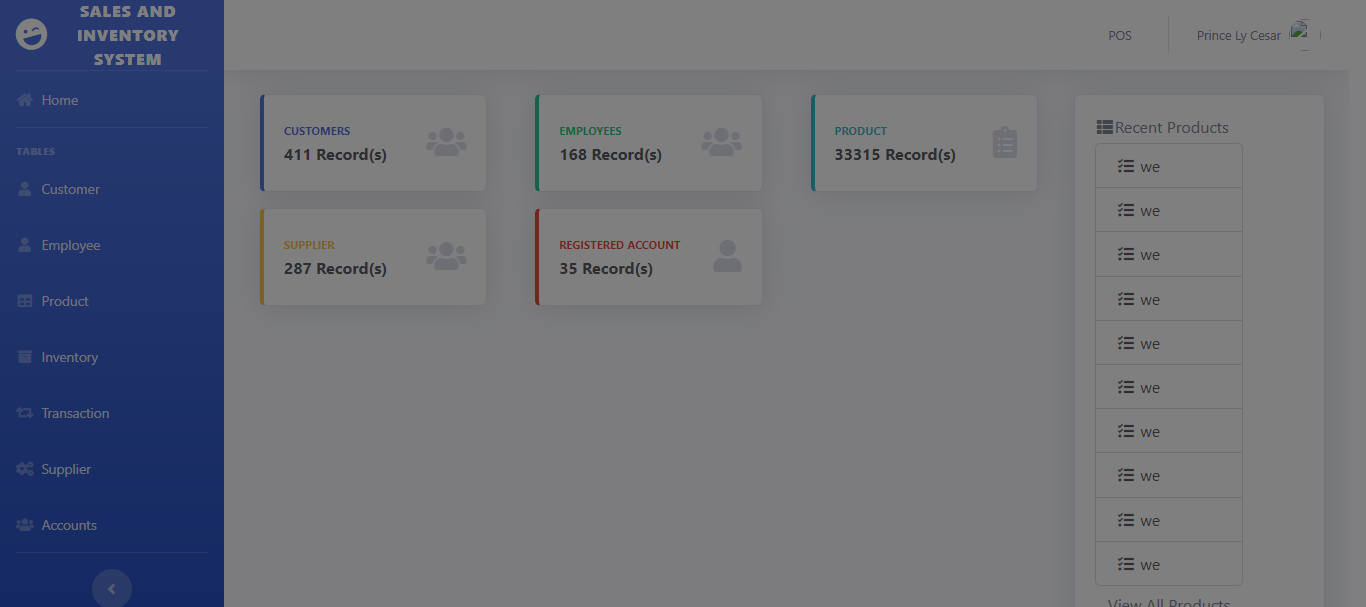 SALES AND
INVENTORY
SYSTEM
Home
TABLES
Customer
Employee
Product
Inventory
Transaction
Supplier
Accounts
POS
Prince Ly Cesar
CUSTOMERS
411 Record(s)
EMPLOYEES
168 Record(s)
PRODUCT
33315 Record(s)
SUPPLIER
287 Record(s)
REGISTERED ACCOUNT
35 Record(s)
Recent Products
we
we
we
we
we
we
we
we
we
we
View All Products